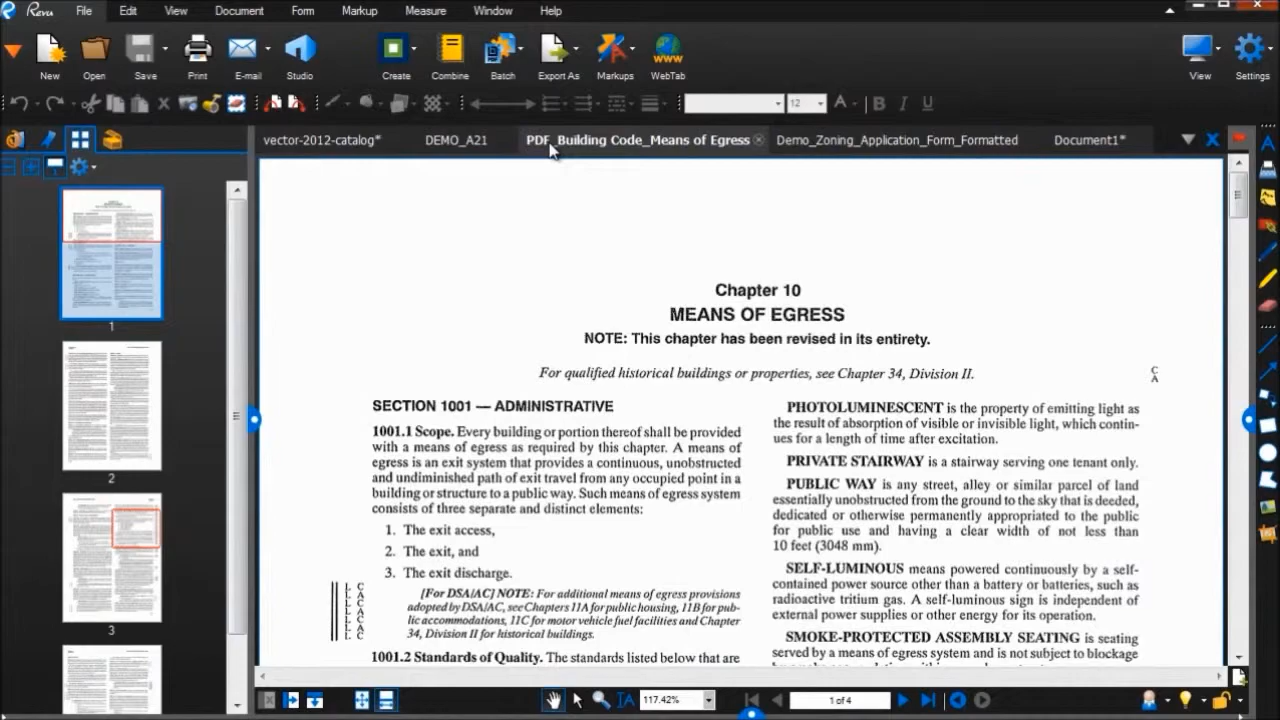 Revu File Edit View Document Form Markup Measure Window Help
New Open Save Print E-mail Studio Create Combine Batch Export As Markups WebTab View Settings
12 A B I U
vector-2012-catalog* DEMO_A21 PDF_Building Code_Means of Egress Demo_Zoning_Application_Form_Formatted Document1*
1
2
3
Chapter 10
MEANS OF EGRESS
NOTE: This chapter has been revised in its entirety.
For qualified historical buildings or properties, see Chapter 34, Division II.
C
A
SECTION 1001 — ADMINISTRATIVE
1001.1 Scope. Every building or portion thereof shall be provided
with a means of egress as required by this chapter. A means of
egress is an exit system that provides a continuous, unobstructed
and undiminished path of exit travel from any occupied point in a
building or structure to a public way. Such means of egress system
consists of three separate and distinct elements:
1. The exit access,
2. The exit, and
3. The exit discharge.
NOTE: means of egress provisions
adopted by DSA/AC, see Chapter 11A for public housing, 11B for pub-
lic accommodations, 11C for motor vehicle fuel facilities and Chapter
34, Division II for historical buildings.
Standards of Quality. The standards listed below that are
PHOTOLUMINESCENT is the property of emitting light as
the result of absorption of visible or invisible light, which contin-
ues for a length of time after excitation.
PRIVATE STAIRWAY is a stairway serving one tenant only.
PUBLIC WAY is any street, alley or similar parcel of land
essentially unobstructed from the ground to the sky that is deeded,
dedicated or otherwise permanently appropriated to the public
for public use and having a clear width of not less than
10 feet (3048 mm).
SELF-LUMINOUS means powered continuously by a self-
contained power source other than a battery or batteries, such as
radioactive tritium gas. A self-luminous sign is independent of
external power supplies or other energy for its operation.
SMOKE-PROTECTED ASSEMBLY SEATING is seating
served by a means of egress system that is not subject to blockage
142%
1 of 4